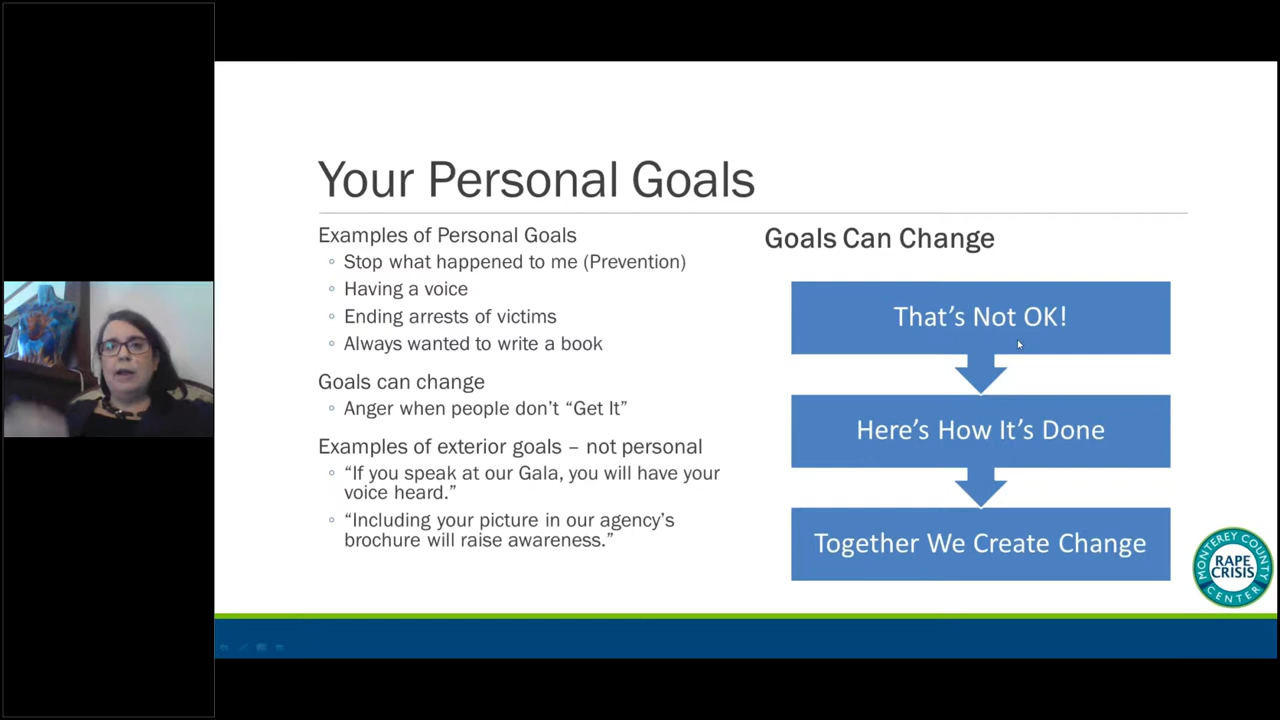 Your Personal Goals
Examples of Personal Goals
◦ Stop what happened to me (Prevention)
◦ Having a voice
◦ Ending arrests of victims
◦ Always wanted to write a book
Goals can change
◦ Anger when people don’t “Get It”
Examples of exterior goals – not personal
◦ “If you speak at our Gala, you will have your
voice heard.”
◦ “Including your picture in our agency’s
brochure will raise awareness.”
Goals Can Change
That’s Not OK!
Here’s How It’s Done
Together We Create Change
MONTEREY COUNTY
RAPE
CRISIS
CENTER